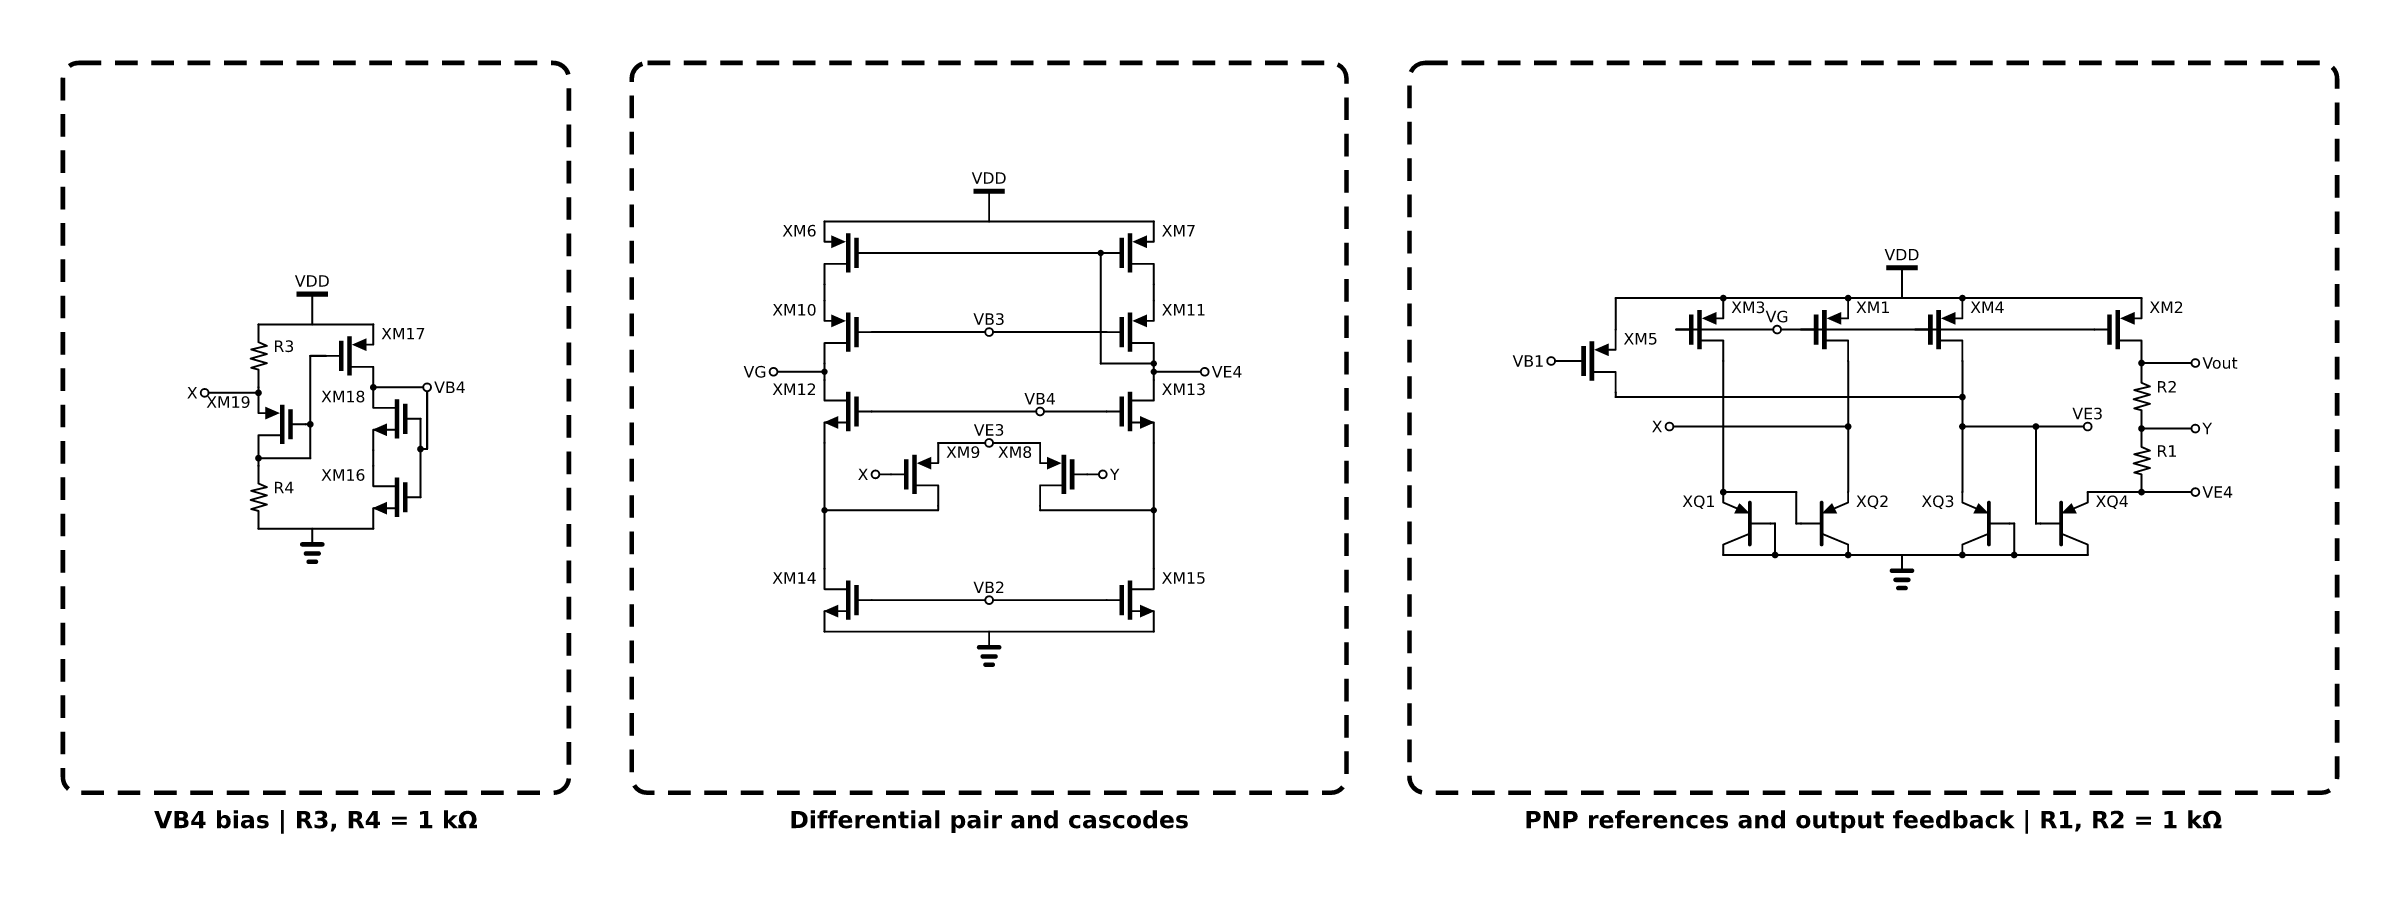 VDD
XM17
R3
X
XM19
XM18
VB4
XM16
R4
VB4 bias | R3, R4 = 1 kΩ
VDD
XM6
XM7
XM10
VB3
XM11
VG
VE4
XM12
VB4
XM13
VE3
XM9
XM8
X
Y
XM14
VB2
XM15
Differential pair and cascodes
VDD
XM3
VG
XM1
XM4
XM2
XM5
VB1
Vout
R2
VE3
X
Y
R1
XQ1
XQ2
XQ3
XQ4
VE4
PNP references and output feedback | R1, R2 = 1 kΩ